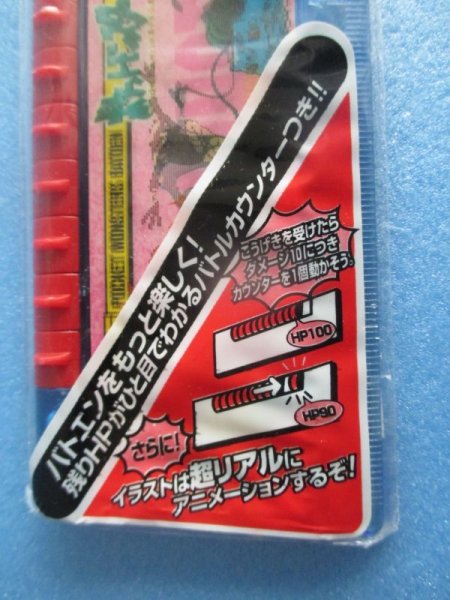 POCKET MONSTERS BATOEN
バトエンをもっと楽しく!
残りHPがひと目でわかるバトルカウンターつき!!
こうげきを受けたら
ダメージ10につき
カウンターを1個動かそう。
HP100
HP90
さらに!
イラストは超リアルに
アニメーションするぞ!